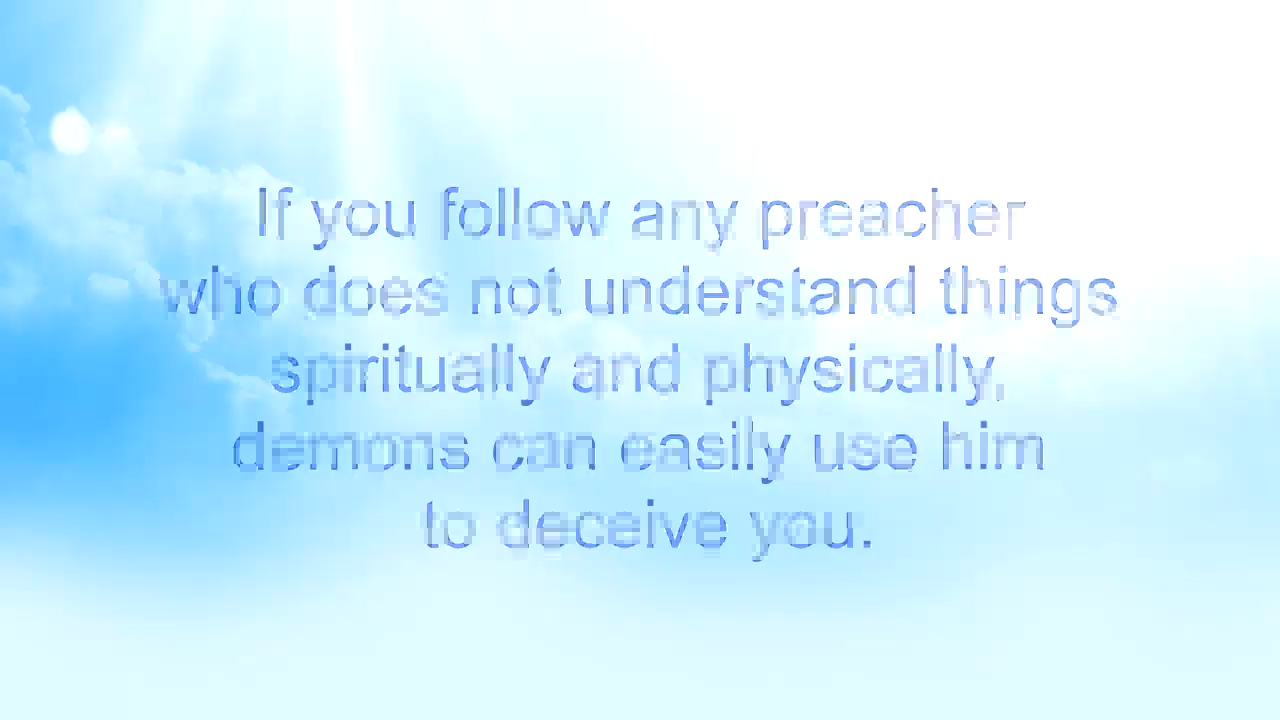 If you follow any preacher
who does not understand things
spiritually and physically,
demons can easily use him
to deceive you.